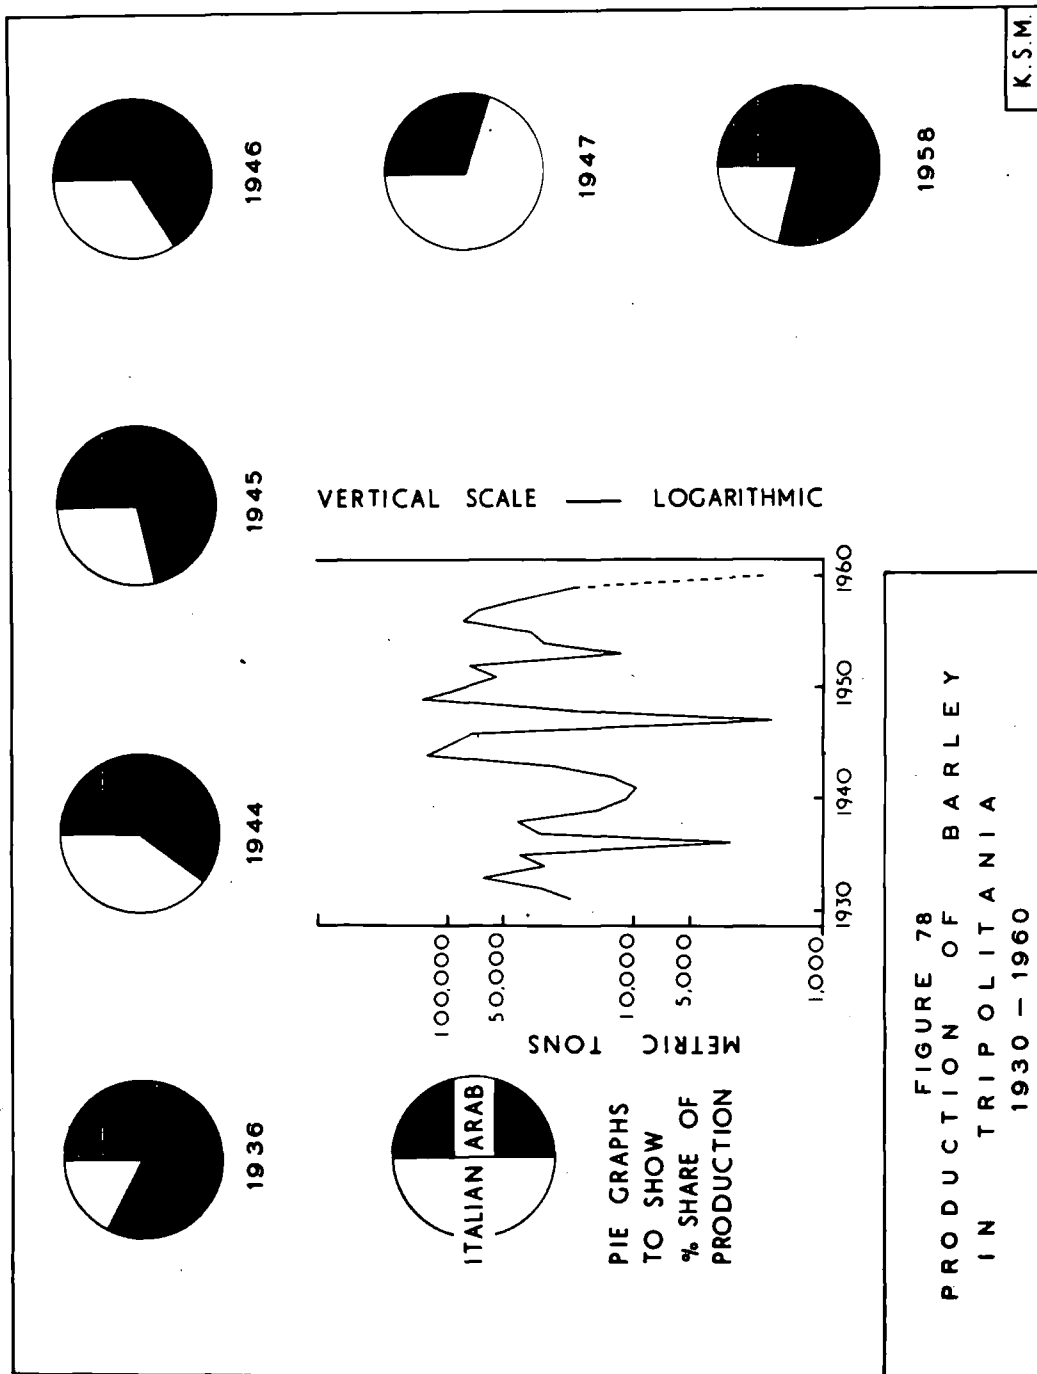 1936
1944
1945
1946
1947
1958
ITALIAN ARAB
PIE GRAPHS
TO SHOW
% SHARE OF
PRODUCTION
METRIC TONS
100,000
50,000
10,000
5,000
1,000
1930
1940
1950
1960
VERTICAL SCALE — LOGARITHMIC
FIGURE 78
PRODUCTION OF BARLEY
IN TRIPOLITANIA
1930 – 1960
K.S.M.